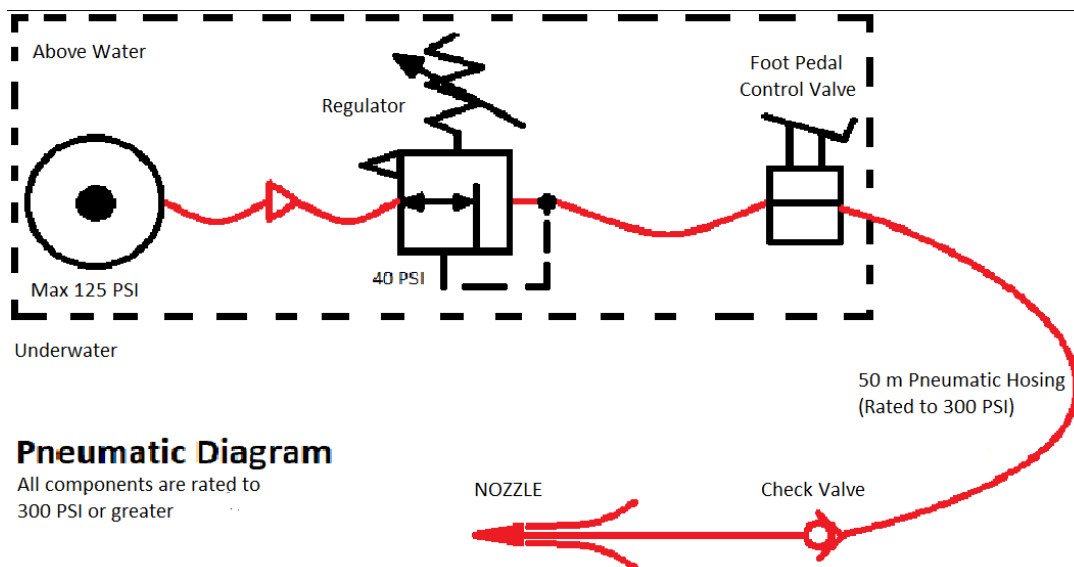 Above Water
Regulator
Foot Pedal
Control Valve
Max 125 PSI
40 PSI
Underwater
50 m Pneumatic Hosing
(Rated to 300 PSI)
Pneumatic Diagram
All components are rated to
300 PSI or greater
NOZZLE
Check Valve